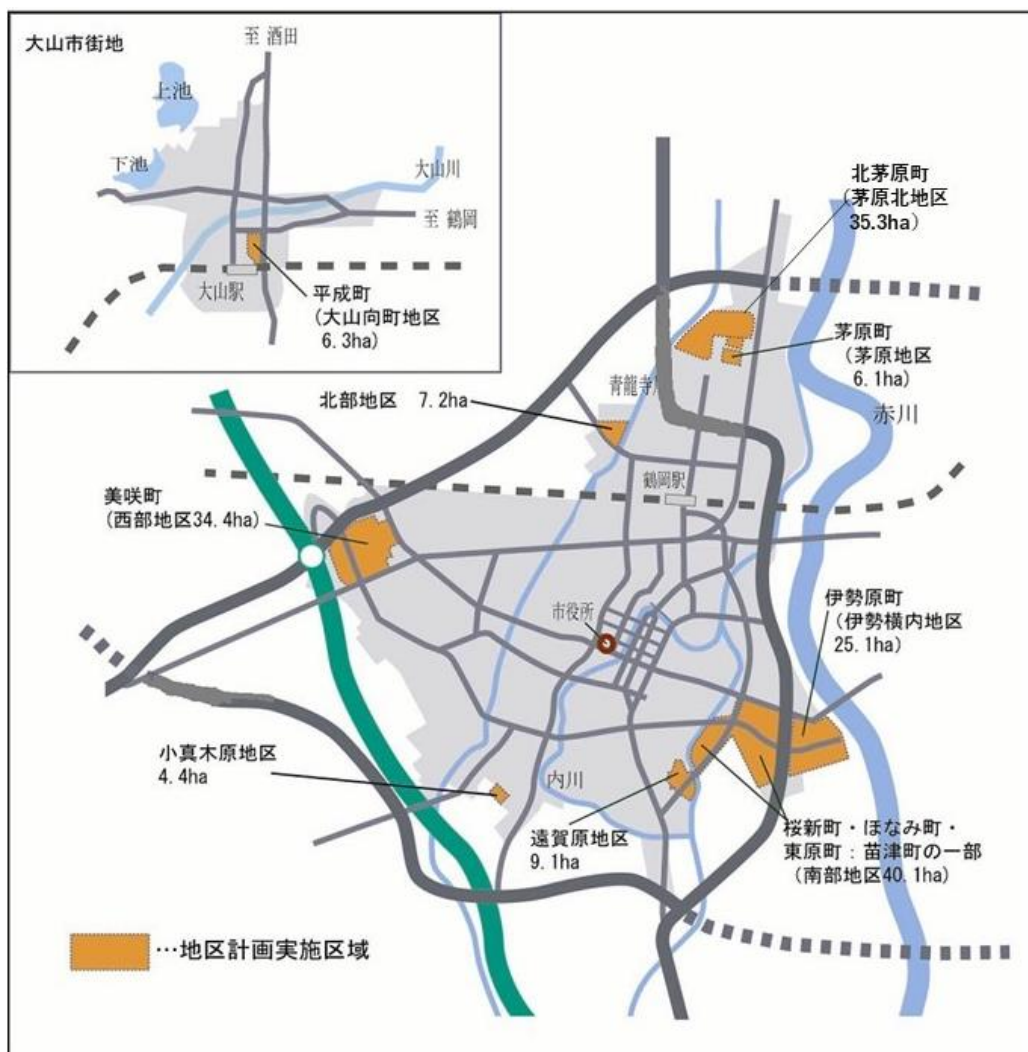 大山市街地
至 酒田
上池
下池
大山川
至 鶴岡
大山駅
平成町
(大山向町地区
6.3ha)
北茅原町
(茅原北地区
35.3ha)
茅原町
(茅原地区
6.1ha)
赤川
北部地区 7.2ha
青龍寺川
鶴岡駅
美咲町
(西部地区34.4ha)
市役所
伊勢原町
(伊勢横内地区
25.1ha)
小真木原地区
4.4ha
内川
遠賀原地区
9.1ha
桜新町・ほなみ町・
東原町：苗津町の一部
(南部地区40.1ha)
…地区計画実施区域